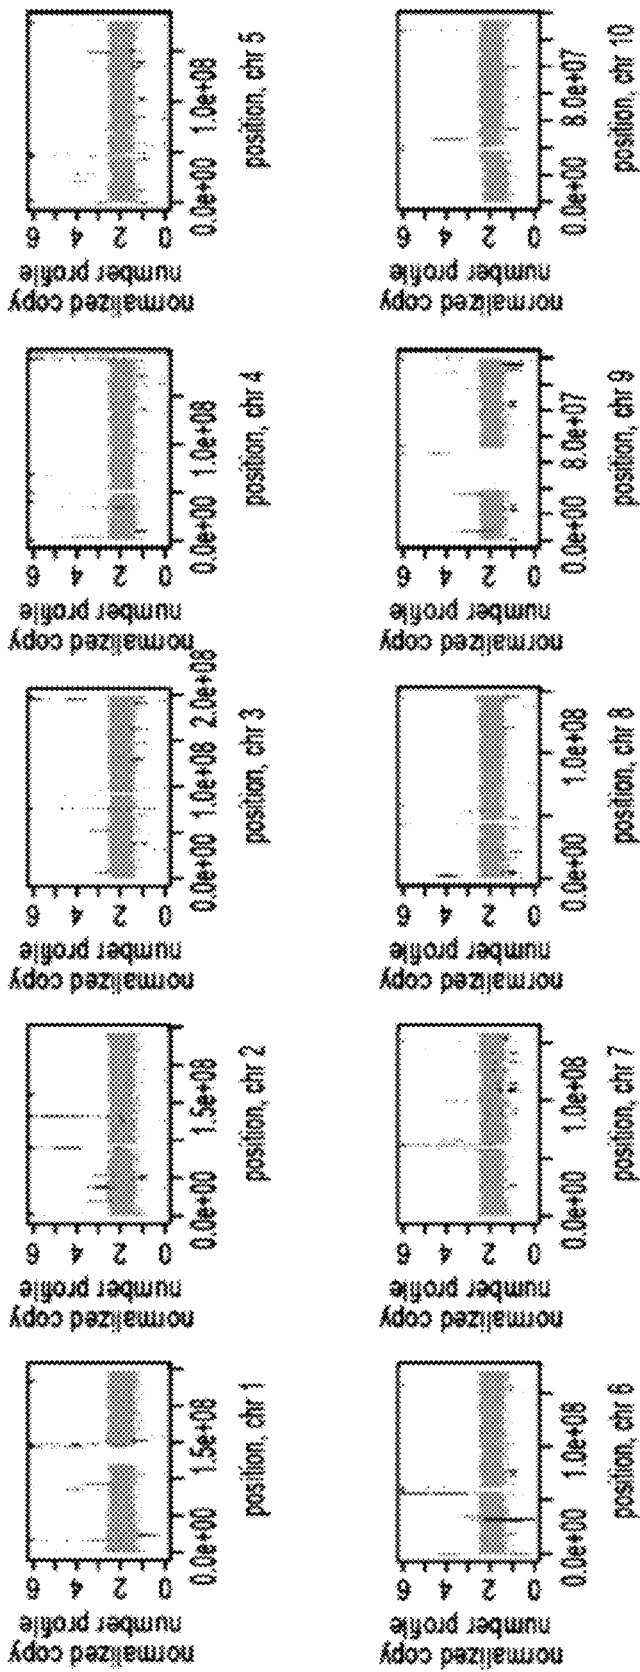 normalized copy
number profile
6
4
2
0
0.0e+00 1.5e+08
position, chr 1
normalized copy
number profile
6
4
2
0
0.0e+00 1.5e+08
position, chr 2
normalized copy
number profile
6
4
2
0
0.0e+00 1.0e+08 2.0e+08
position, chr 3
normalized copy
number profile
6
4
2
0
0.0e+00 1.0e+08
position, chr 4
normalized copy
number profile
6
4
2
0
0.0e+00 1.0e+08
position, chr 5
normalized copy
number profile
6
4
2
0
0.0e+00 1.0e+08
position, chr 6
normalized copy
number profile
6
4
2
0
0.0e+00 1.0e+08
position, chr 7
normalized copy
number profile
6
4
2
0
0.0e+00 1.0e+08
position, chr 8
normalized copy
number profile
6
4
2
0
0.0e+00 8.0e+07
position, chr 9
normalized copy
number profile
6
4
2
0
0.0e+00 8.0e+07
position, chr 10